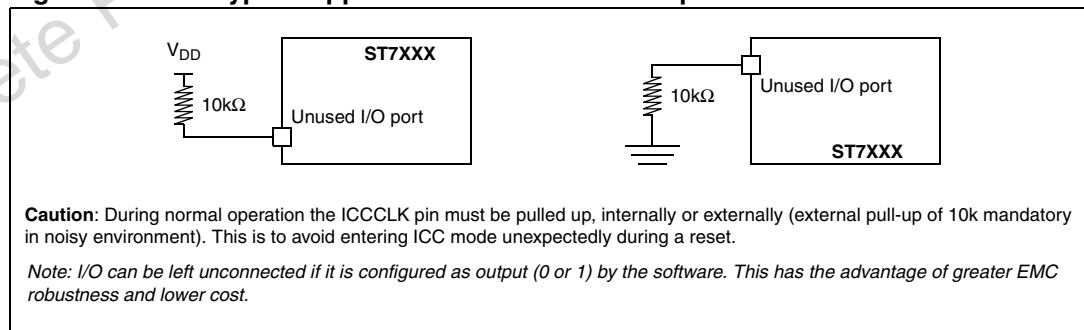 V_DD
ST7XXX
10kΩ
Unused I/O port
10kΩ
Unused I/O port
ST7XXX
Caution: During normal operation the ICCCLK pin must be pulled up, internally or externally (external pull-up of 10k mandatory
in noisy environment). This is to avoid entering ICC mode unexpectedly during a reset.
Note: I/O can be left unconnected if it is configured as output (0 or 1) by the software. This has the advantage of greater EMC
robustness and lower cost.